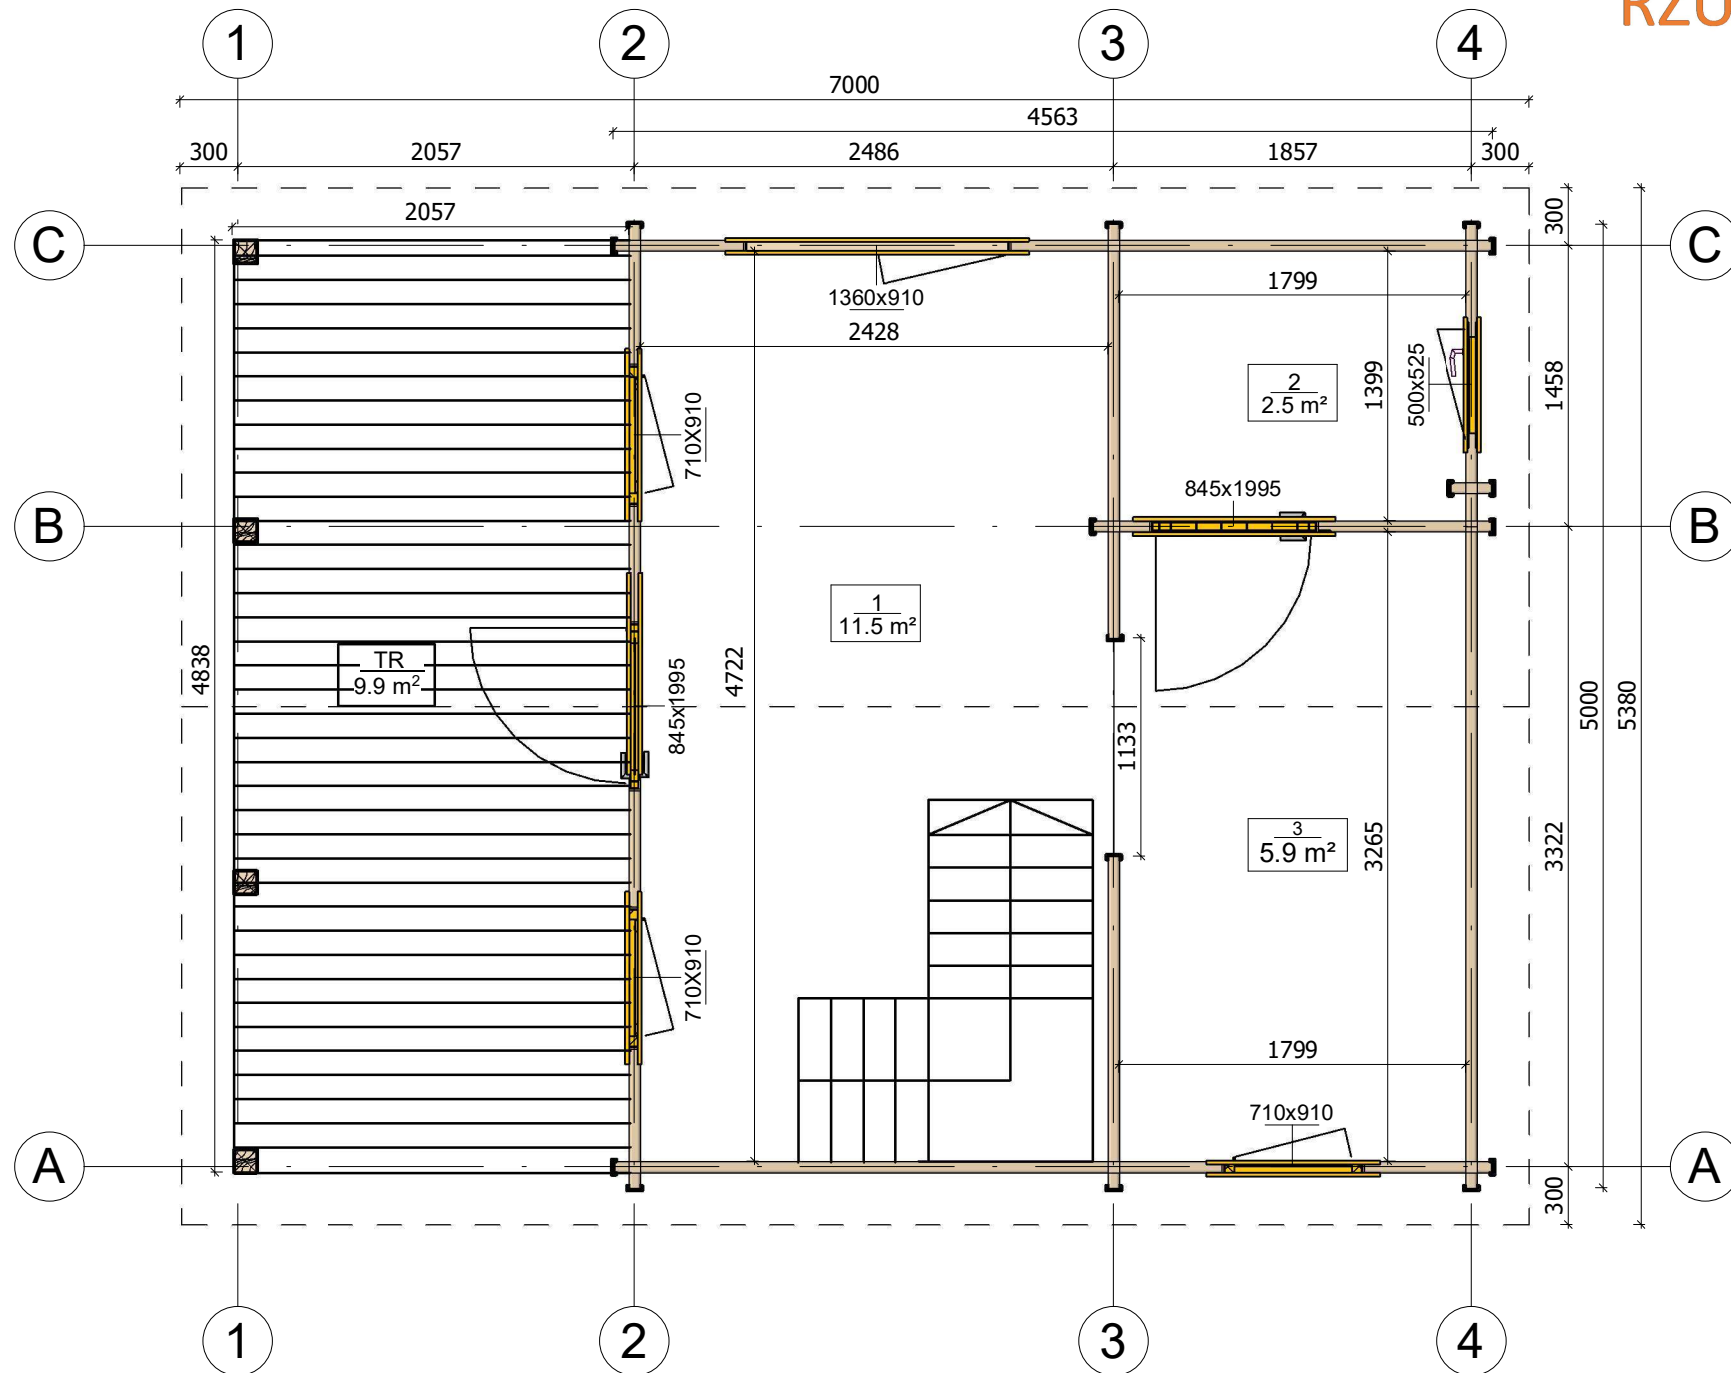 RZU
1 2 3 4
7000
4563
300 2057 2486 1857 300
2057
C C
300
1360x910
1799
2428
710X910
2
2.5 m²
1399
500x525
1458
845x1995
B B
1
11.5 m²
TR
9.9 m²
4838
845x1995
4722
1133
5000
5380
3
5.9 m²
3265
3322
710X910
1799
710x910
A A
300
1 2 3 4